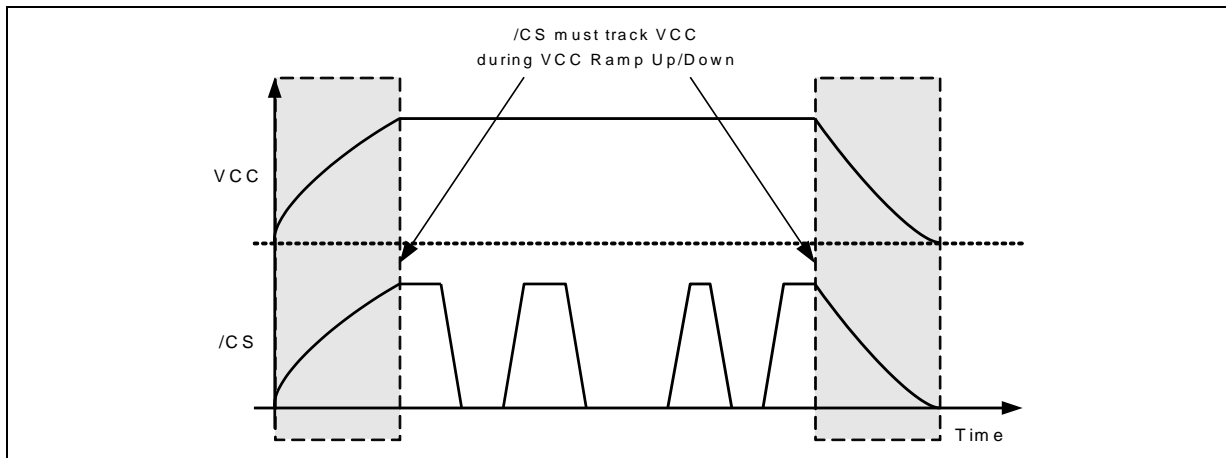 /CS must track VCC
during VCC Ramp Up/Down
VCC
/CS
Time